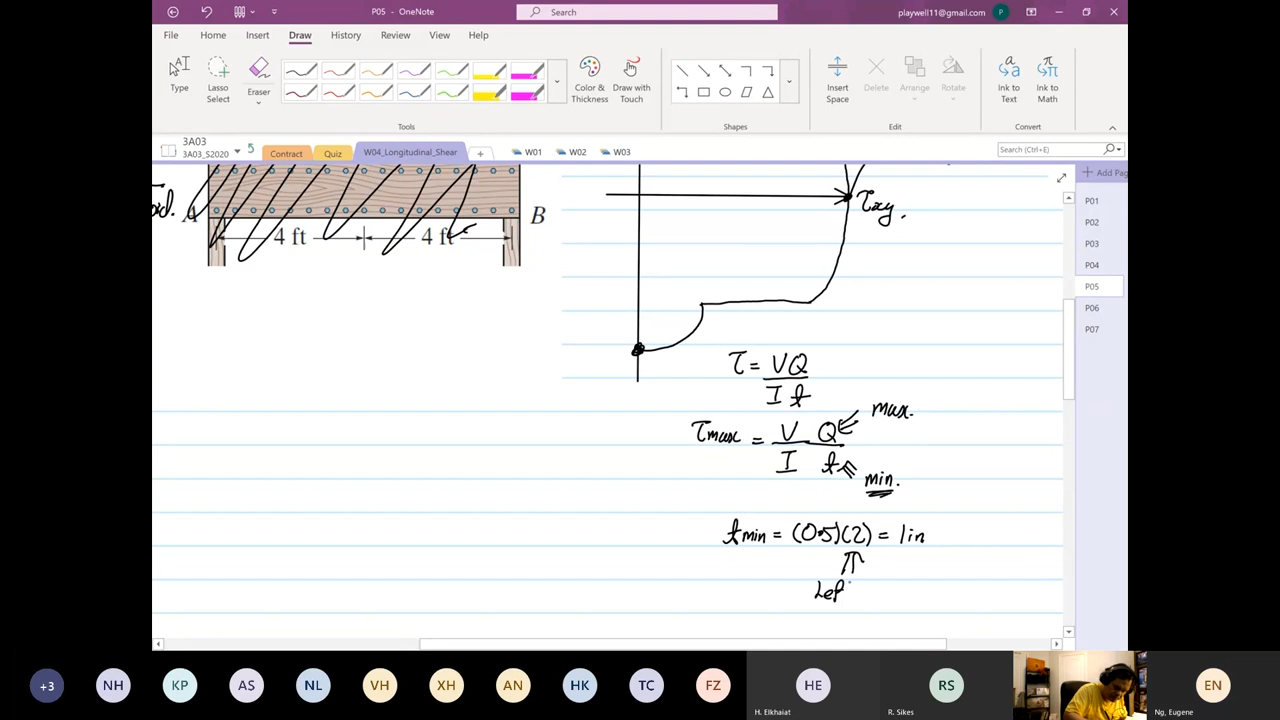 P05 - OneNote
Search
playwell11@gmail.com
P
File
Home
Insert
Draw
History
Review
View
Help
Type
Lasso Select
Eraser
Color & Thickness
Draw with Touch
Insert Space
Delete
Arrange
Rotate
Ink to Text
Ink to Math
Tools
Shapes
Edit
Convert
3A03
3A03_S2020
5
Contract
Quiz
W04_Longitudinal_Shear
W01
W02
W03
Search (Ctrl+E)
Add Pag
P01
P02
P03
P04
P05
P06
P07
A
B
4 ft
4 ft
τxy.
τ = VQ / I t
τmax = V Q / I t
max.
min.
tmin = (0.5)(2) = 1in
Lef
+3
NH
KP
AS
NL
VH
XH
AN
HK
TC
FZ
HE
H. Elkhaiat
RS
R. Sikes
EN
Ng, Eugene